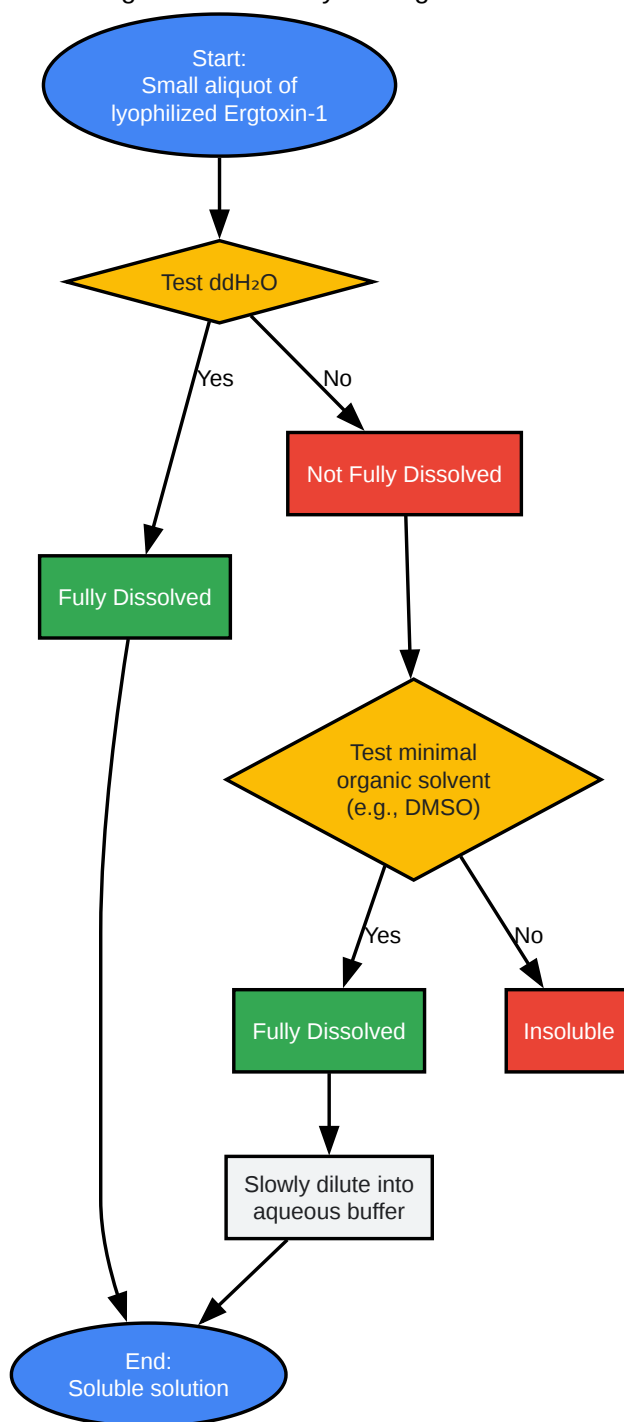 Start:
Small aliquot of
lyophilized Ergtoxin-1
Test ddH₂O
Yes
No
Not Fully Dissolved
Fully Dissolved
Test minimal
organic solvent
(e.g., DMSO)
Yes
No
Fully Dissolved
Insoluble
Slowly dilute into
aqueous buffer
End:
Soluble solution